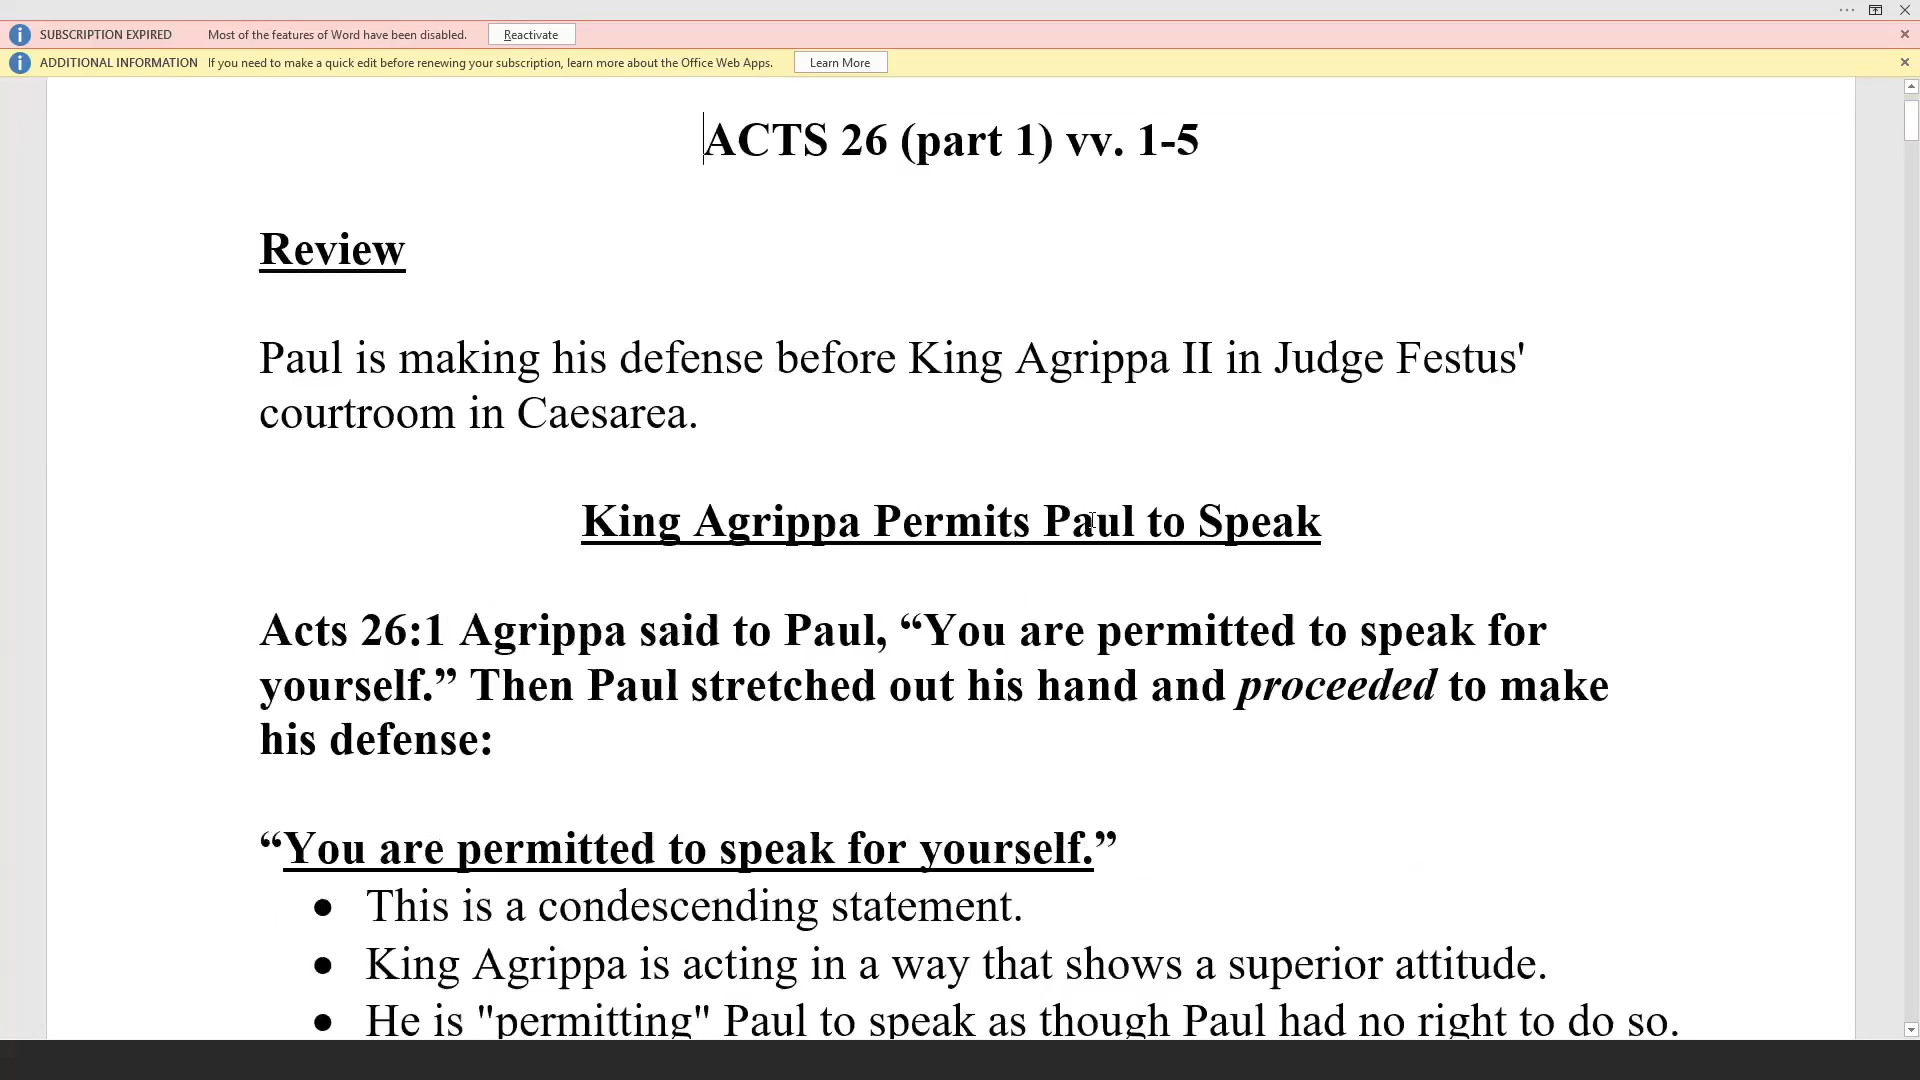 SUBSCRIPTION EXPIRED Most of the features of Word have been disabled. Reactivate
ADDITIONAL INFORMATION If you need to make a quick edit before renewing your subscription, learn more about the Office Web Apps. Learn More
ACTS 26 (part 1) vv. 1-5
Review
Paul is making his defense before King Agrippa II in Judge Festus'
courtroom in Caesarea.
King Agrippa Permits Paul to Speak
Acts 26:1 Agrippa said to Paul, “You are permitted to speak for
yourself.” Then Paul stretched out his hand and proceeded to make
his defense:
“You are permitted to speak for yourself.”
• This is a condescending statement.
• King Agrippa is acting in a way that shows a superior attitude.
• He is "permitting" Paul to speak as though Paul had no right to do so.